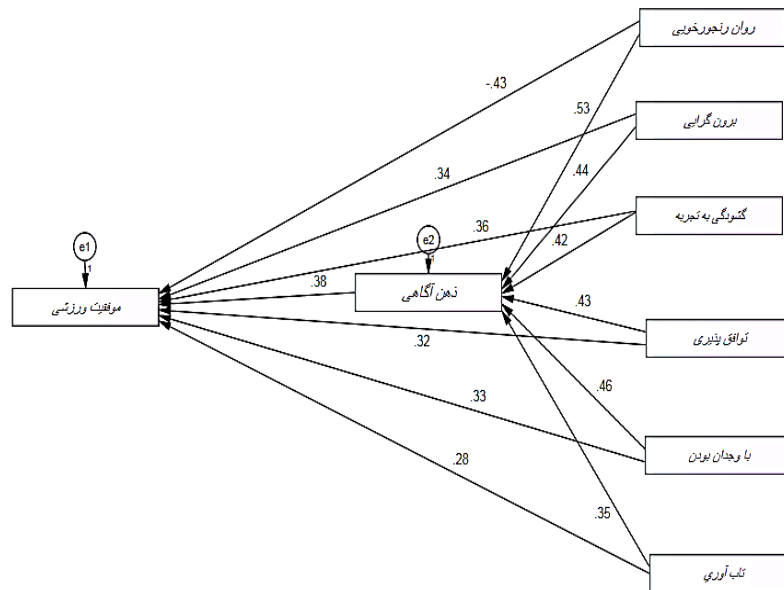 روان رنجورخویی
-.43
.53
برون گرایی
.34
.44
گشودگی به تجربه
.36
.42
e1
1
e2
1
.38
ذهن آگاهی
موفقیت ورزشی
.43
.32
توافق پذیری
.46
.33
با وجدان بودن
.28
.35
تاب آوری